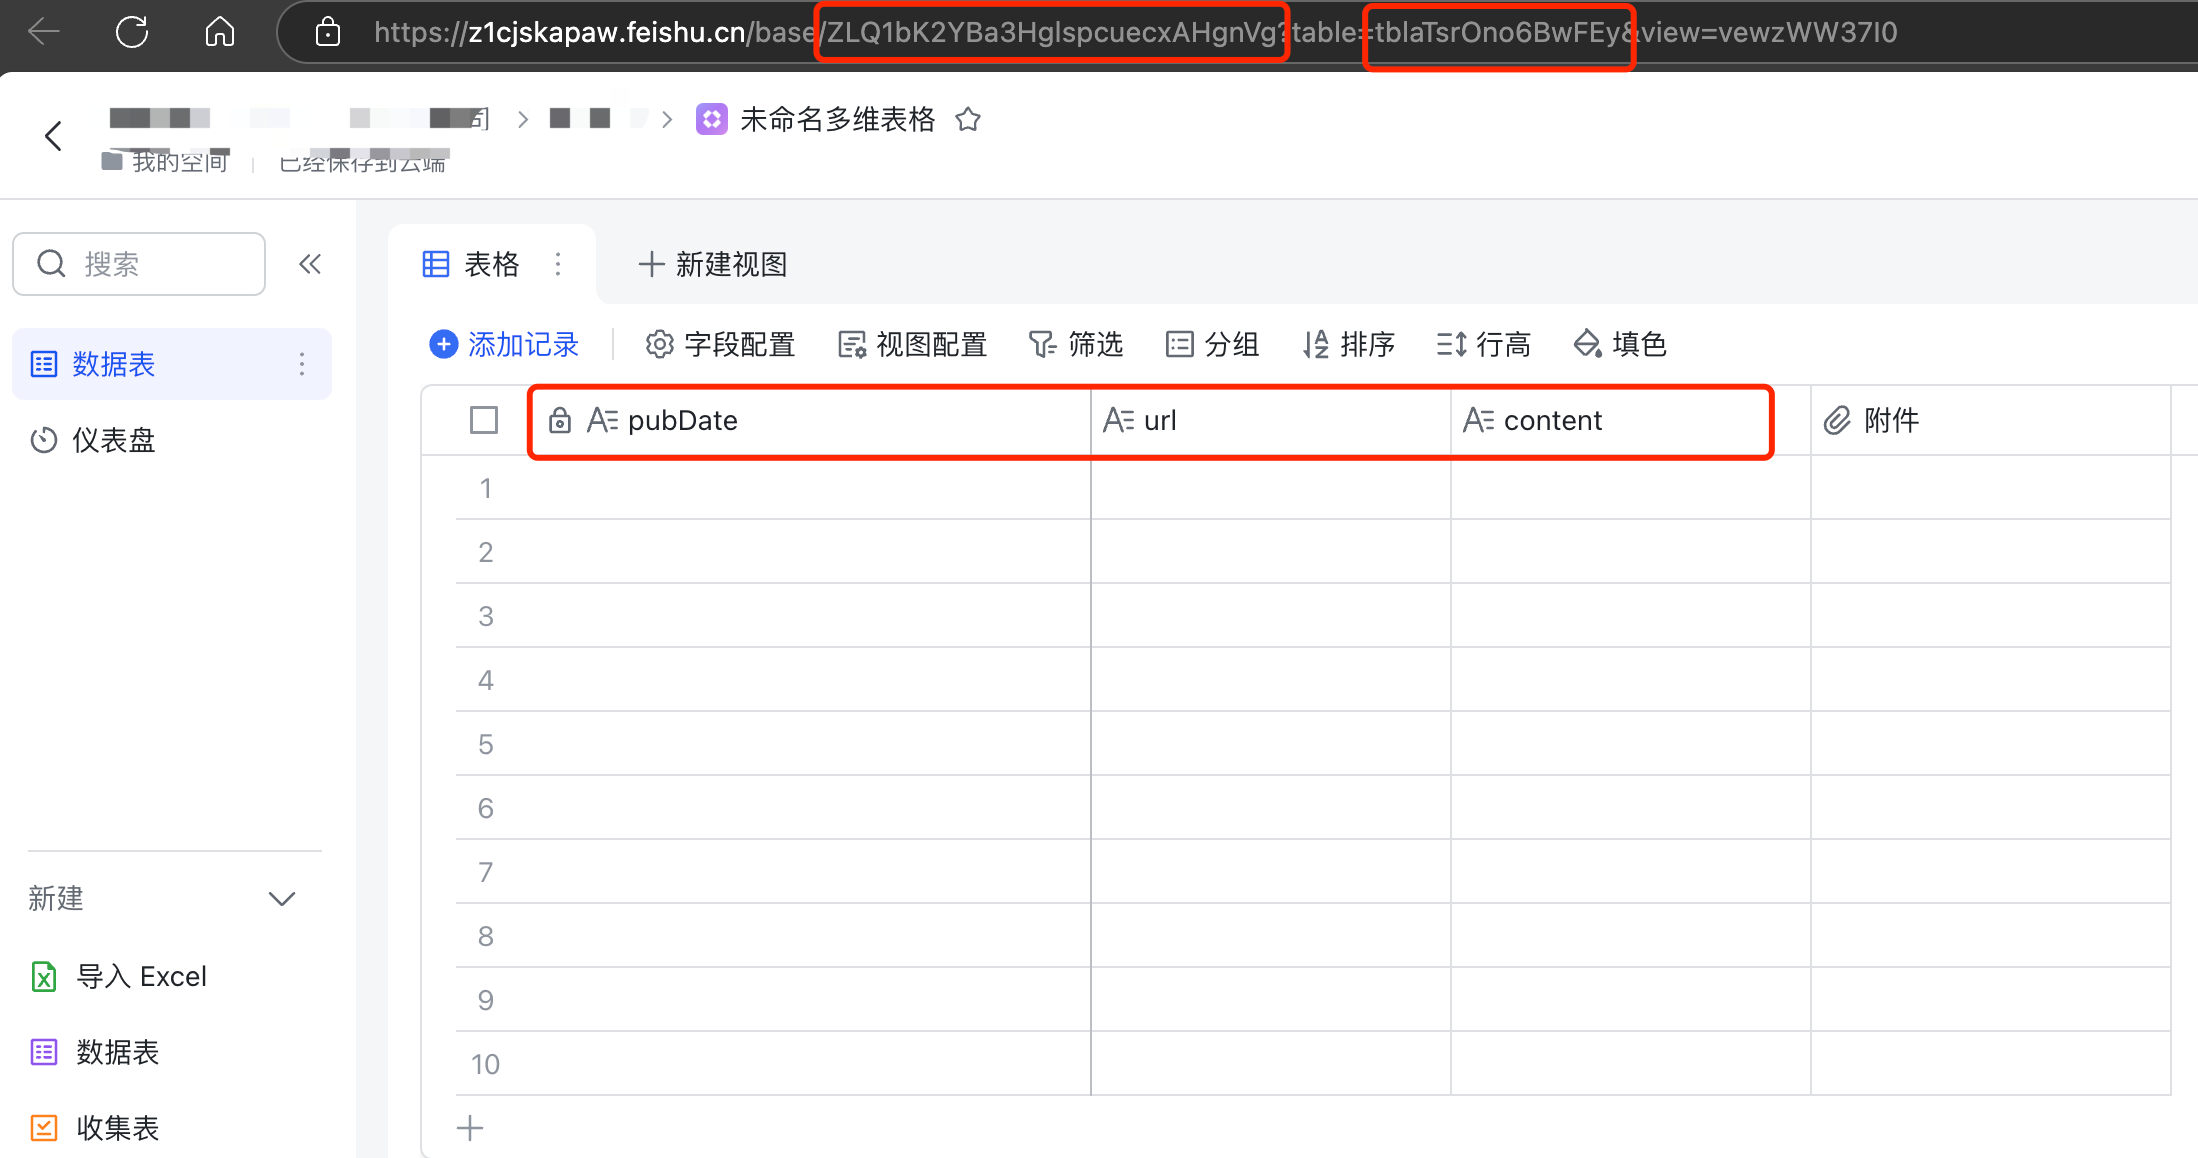 https://z1cjskapaw.feishu.cn/base/ZLQ1bK2YBa3HglspcuecxAHgnVg?table=tblaTsrOno6BwFEy&view=vewzWW37I0
未命名多维表格
我的空间 | 已经保存到云端
搜索
表格
新建视图
数据表
仪表盘
添加记录
字段配置
视图配置
筛选
分组
排序
行高
填色
pubDate
url
content
附件
1
2
3
4
5
6
7
8
9
10
新建
导入 Excel
数据表
收集表